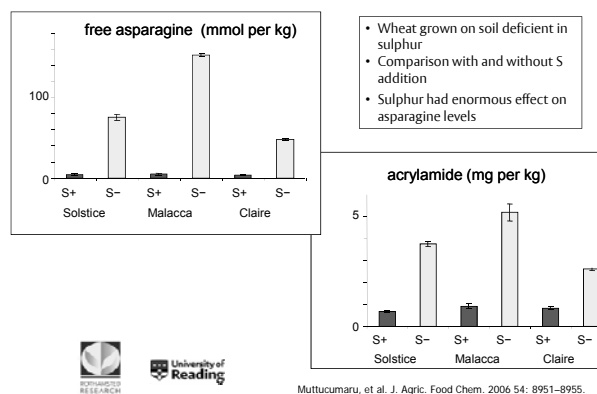 free asparagine (mmol per kg)
100
0
S+ S− S+ S− S+ S−
Solstice Malacca Claire
• Wheat grown on soil deficient in
sulphur
• Comparison with and without S
addition
• Sulphur had enormous effect on
asparagine levels
acrylamide (mg per kg)
5
0
S+ S− S+ S− S+ S−
Solstice Malacca Claire
ROTHAMSTED
RESEARCH
University of
Reading
Muttucumaru, et al. J. Agric. Food Chem. 2006 54: 8951–8955.